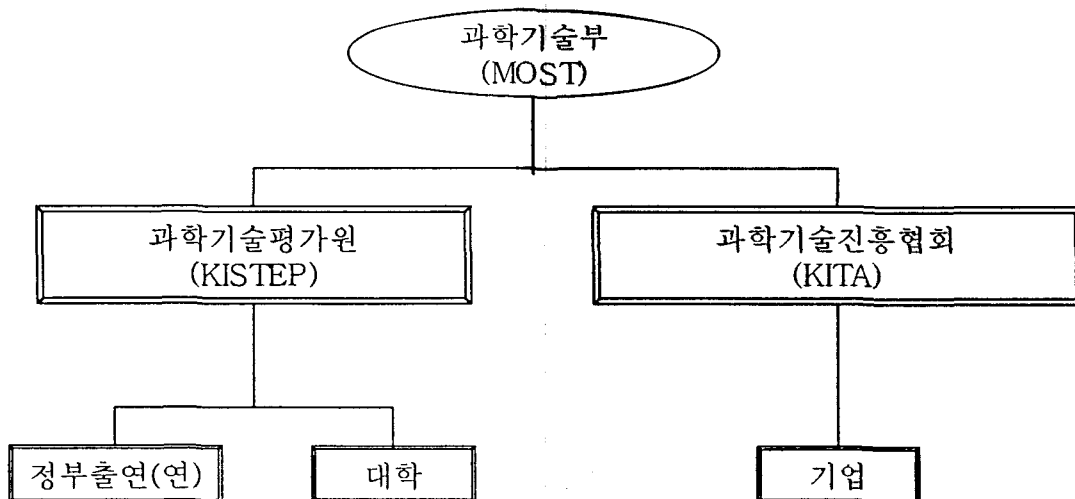 과학기술부
(MOST)
과학기술평가원
(KISTEP)
과학기술진흥협회
(KITA)
정부출연(연)
대학
기업